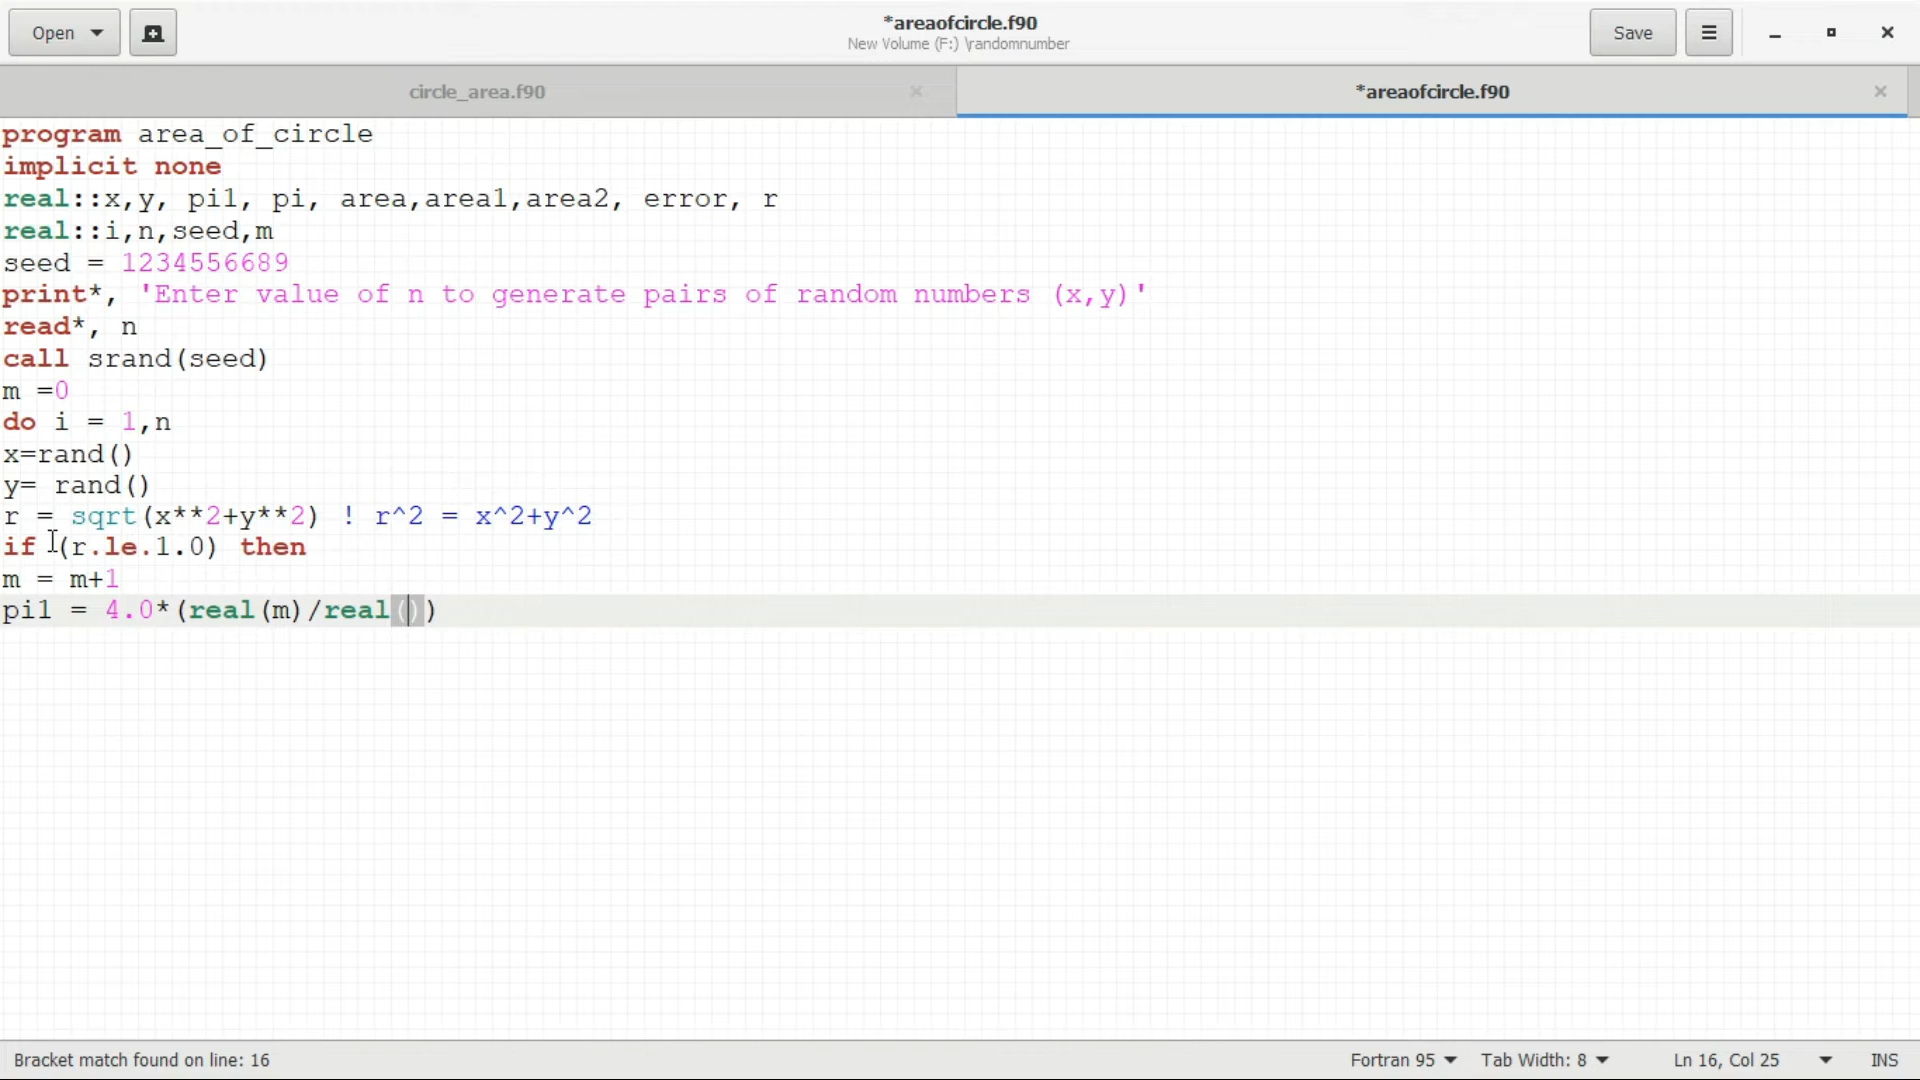 Open
*areaofcircle.f90
New Volume (F:) \randomnumber
Save
circle_area.f90
*areaofcircle.f90
program area_of_circle
implicit none
real::x,y, pi1, pi, area,area1,area2, error, r
real::i,n,seed,m
seed = 1234556689
print*, 'Enter value of n to generate pairs of random numbers (x,y)'
read*, n
call srand(seed)
m =0
do i = 1,n
x=rand()
y= rand()
r = sqrt(x**2+y**2) ! r^2 = x^2+y^2
if (r.le.1.0) then
m = m+1
pi1 = 4.0*(real(m)/real())
Bracket match found on line: 16
Fortran 95
Tab Width: 8
Ln 16, Col 25
INS